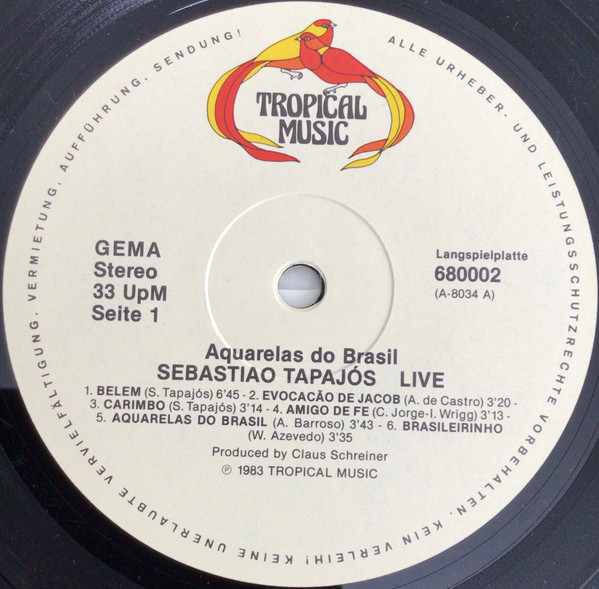 ALLE URHEBER- UND LEISTUNGSSCHUTZRECHTE VORBEHALTEN. KEIN VERLEIH! KEINE UNERLAUBTE VERVIELFÄLTIGUNG, VERMIETUNG, AUFFÜHRUNG, SENDUNG!
TROPICAL
MUSIC
GEMA
Stereo
33 UpM
Seite 1
Langspielplatte
680002
(A-8034 A)
Aquarelas do Brasil
SEBASTIAO TAPAJÓS LIVE
1. BELEM (S. Tapajós) 6'45 - 2. EVOCACÃO DE JACOB (A. de Castro) 3'20 -
3. CARIMBO (S. Tapajós) 3'14 - 4. AMIGO DE FE (C. Jorge-I. Wrigg) 3'13 -
5. AQUARELAS DO BRASIL (A. Barroso) 3'43 - 6. BRASILEIRINHO
(W. Azevedo) 3'35
Produced by Claus Schreiner
℗ 1983 TROPICAL MUSIC